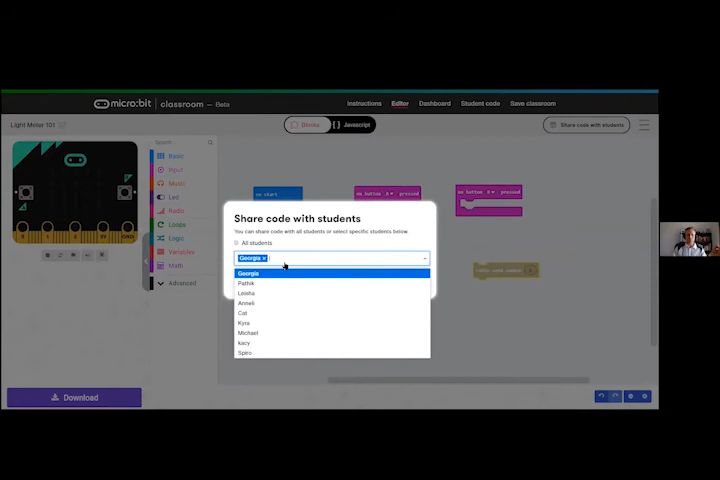 micro:bit classroom — Beta
Instructions Editor Dashboard Student code Save classroom
Light Meter 101 Blocks Javascript Share code with students
Search...
Basic
Input
Music
Led
Radio
Loops
Logic
Variables
Math
Advanced
on start
on button pressed
on button pressed
Share code with students
You can share code with all students or select specific students below.
All students
Georgia ×
Georgia
Pathik
Leisha
Anneli
Cat
Kyra
Michael
kacy
Spiro
Download